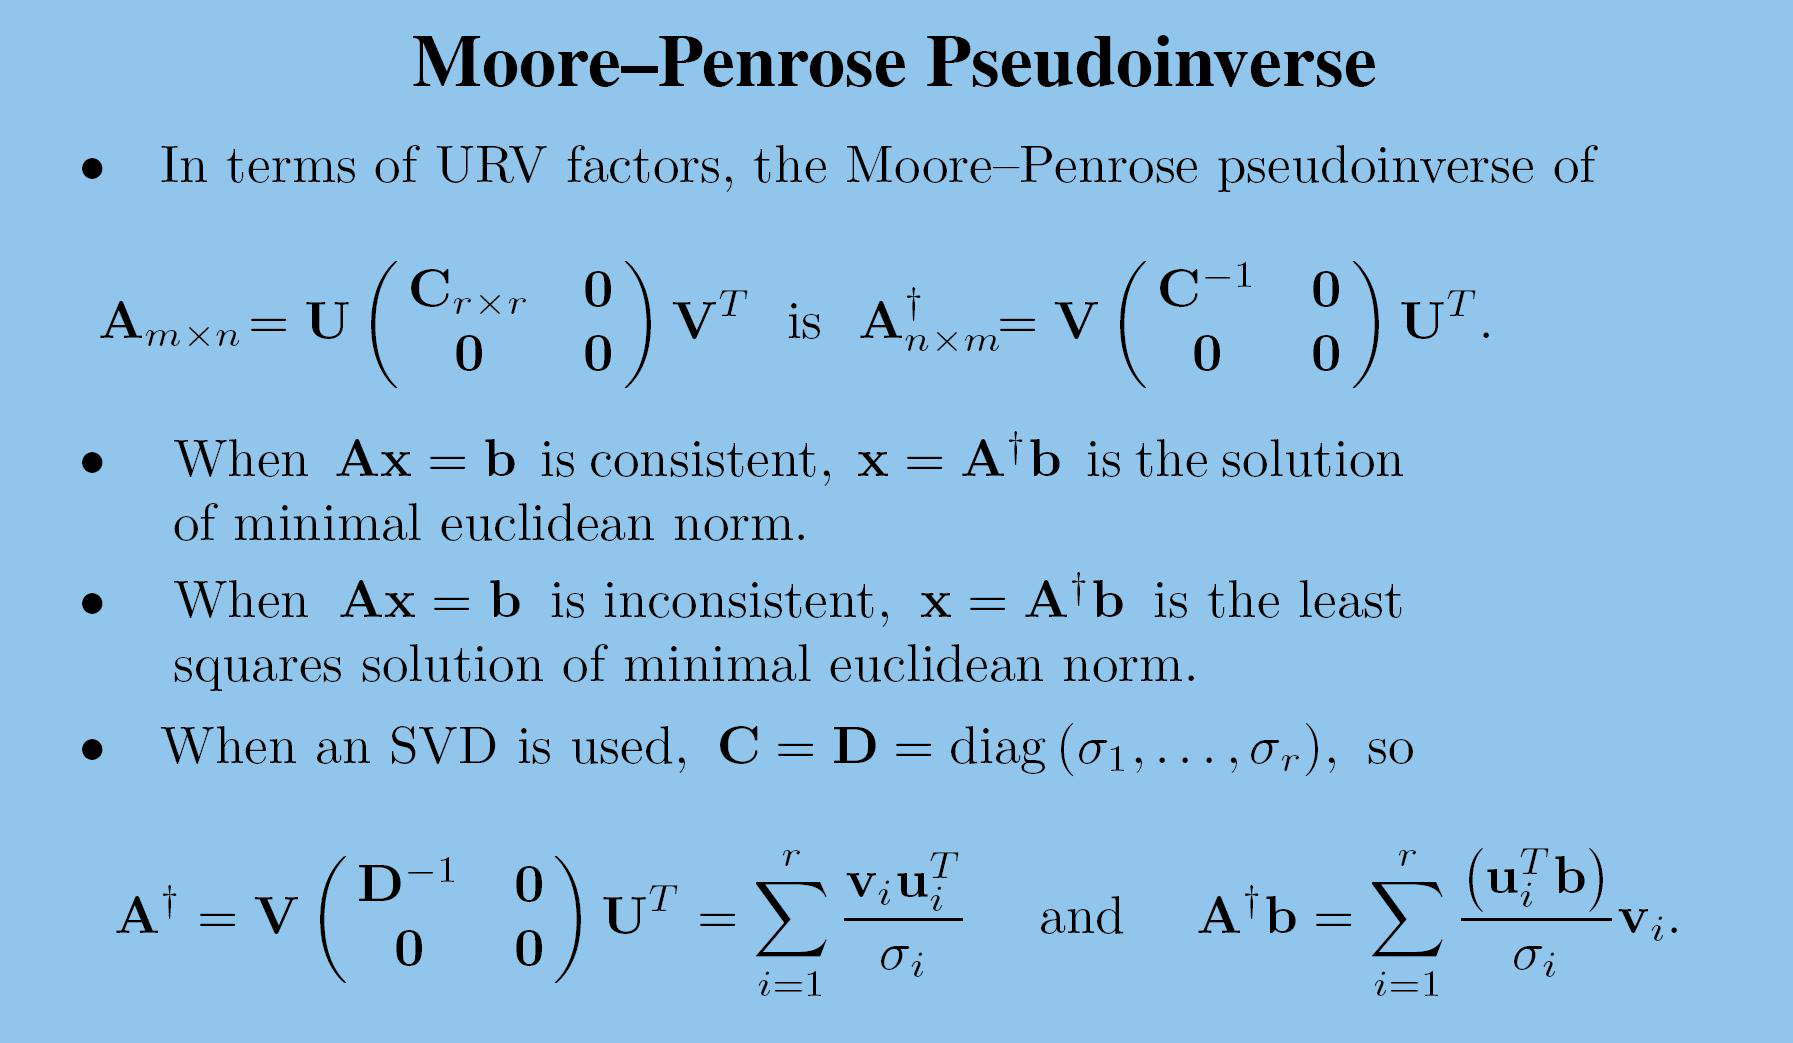 Moore–Penrose Pseudoinverse
• In terms of URV factors, the Moore–Penrose pseudoinverse of
$\mathbf{A}_{m\times n} = \mathbf{U} \begin{pmatrix} \mathbf{C}_{r\times r} & \mathbf{0} \\ \mathbf{0} & \mathbf{0} \end{pmatrix} \mathbf{V}^T$ is $\mathbf{A}^{\dagger}_{n\times m} = \mathbf{V} \begin{pmatrix} \mathbf{C}^{-1} & \mathbf{0} \\ \mathbf{0} & \mathbf{0} \end{pmatrix} \mathbf{U}^T.$
• When $\mathbf{A}\mathbf{x} = \mathbf{b}$ is consistent, $\mathbf{x} = \mathbf{A}^{\dagger}\mathbf{b}$ is the solution
of minimal euclidean norm.
• When $\mathbf{A}\mathbf{x} = \mathbf{b}$ is inconsistent, $\mathbf{x} = \mathbf{A}^{\dagger}\mathbf{b}$ is the least
squares solution of minimal euclidean norm.
• When an SVD is used, $\mathbf{C} = \mathbf{D} = \mathrm{diag}\,(\sigma_1, \ldots, \sigma_r),$ so
$\mathbf{A}^{\dagger} = \mathbf{V} \begin{pmatrix} \mathbf{D}^{-1} & \mathbf{0} \\ \mathbf{0} & \mathbf{0} \end{pmatrix} \mathbf{U}^T = \sum_{i=1}^{r} \frac{\mathbf{v}_i \mathbf{u}_i^T}{\sigma_i}$ and $\mathbf{A}^{\dagger}\mathbf{b} = \sum_{i=1}^{r} \frac{(\mathbf{u}_i^T \mathbf{b})}{\sigma_i} \mathbf{v}_i.$